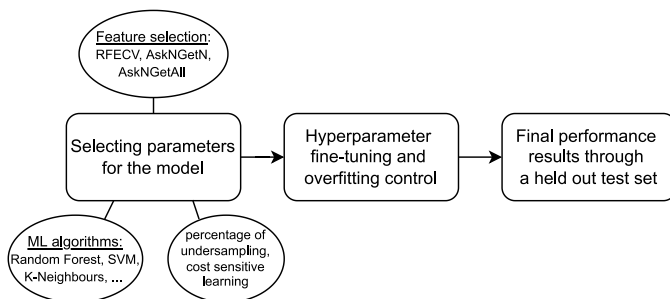 Feature selection:
RFECV, AskNGetN,
AskNGetAll
Selecting parameters
for the model
Hyperparameter
fine-tuning and
overfitting control
Final performance
results through
a held out test set
ML algorithms:
Random Forest, SVM,
K-Neighbours, ...
percentage of
undersampling,
cost sensitive
learning